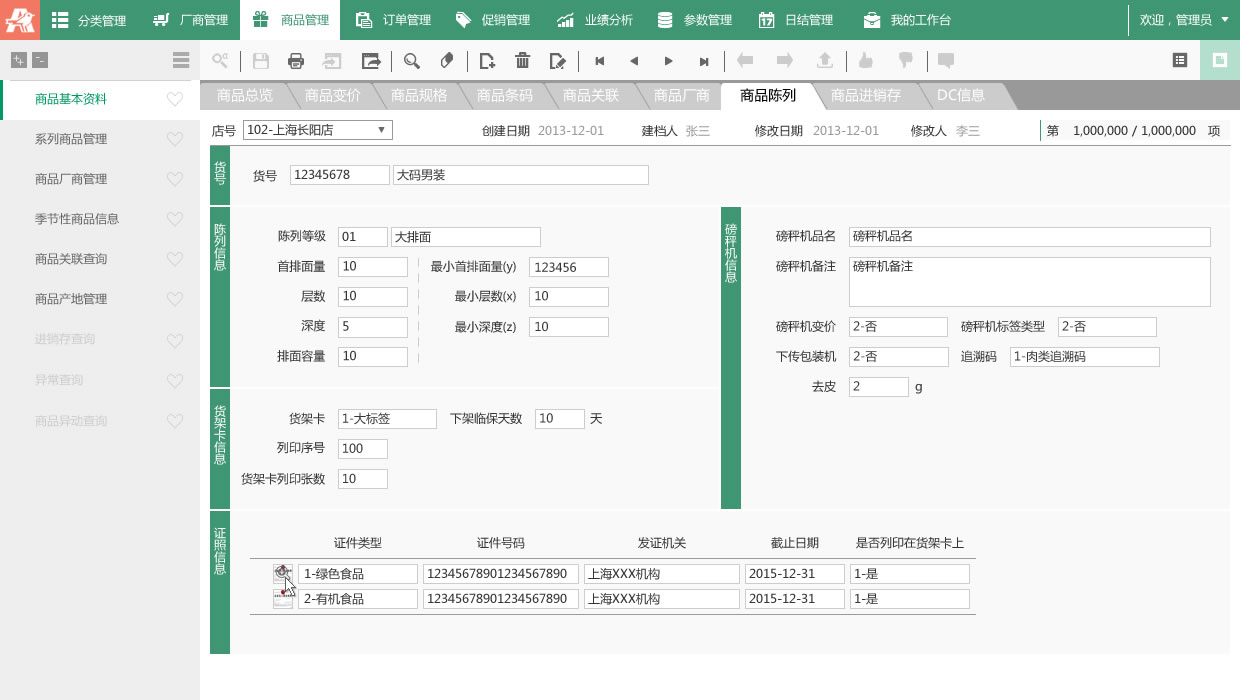 分类管理 厂商管理 商品管理 订单管理 促销管理 业绩分析 参数管理 日结管理 我的工作台 欢迎，管理员
商品总览 商品变价 商品规格 商品条码 商品关联 商品厂商 商品陈列 商品进销存 DC信息
商品基本资料
系列商品管理
商品厂商管理
季节性商品信息
商品关联查询
商品产地管理
进销存查询
异常查询
商品异动查询
店号 102-上海长阳店 创建日期 2013-12-01 建档人 张三 修改日期 2013-12-01 修改人 李三 第 1,000,000 / 1,000,000 项
货号
货号 12345678 大码男装
陈列信息
陈列等级 01 大排面
首排面量 10 最小首排面量(y) 123456
层数 10 最小层数(x) 10
深度 5 最小深度(z) 10
排面容量 10
磅秤机信息
磅秤机品名 磅秤机品名
磅秤机备注 磅秤机备注
磅秤机变价 2-否 磅秤机标签类型 2-否
下传包装机 2-否 追溯码 1-肉类追溯码
去皮 2 g
货架卡信息
货架卡 1-大标签 下架临保天数 10 天
列印序号 100
货架卡列印张数 10
证照信息
证件类型 证件号码 发证机关 截止日期 是否列印在货架卡上
1-绿色食品 12345678901234567890 上海XXX机构 2015-12-31 1-是
2-有机食品 12345678901234567890 上海XXX机构 2015-12-31 1-是